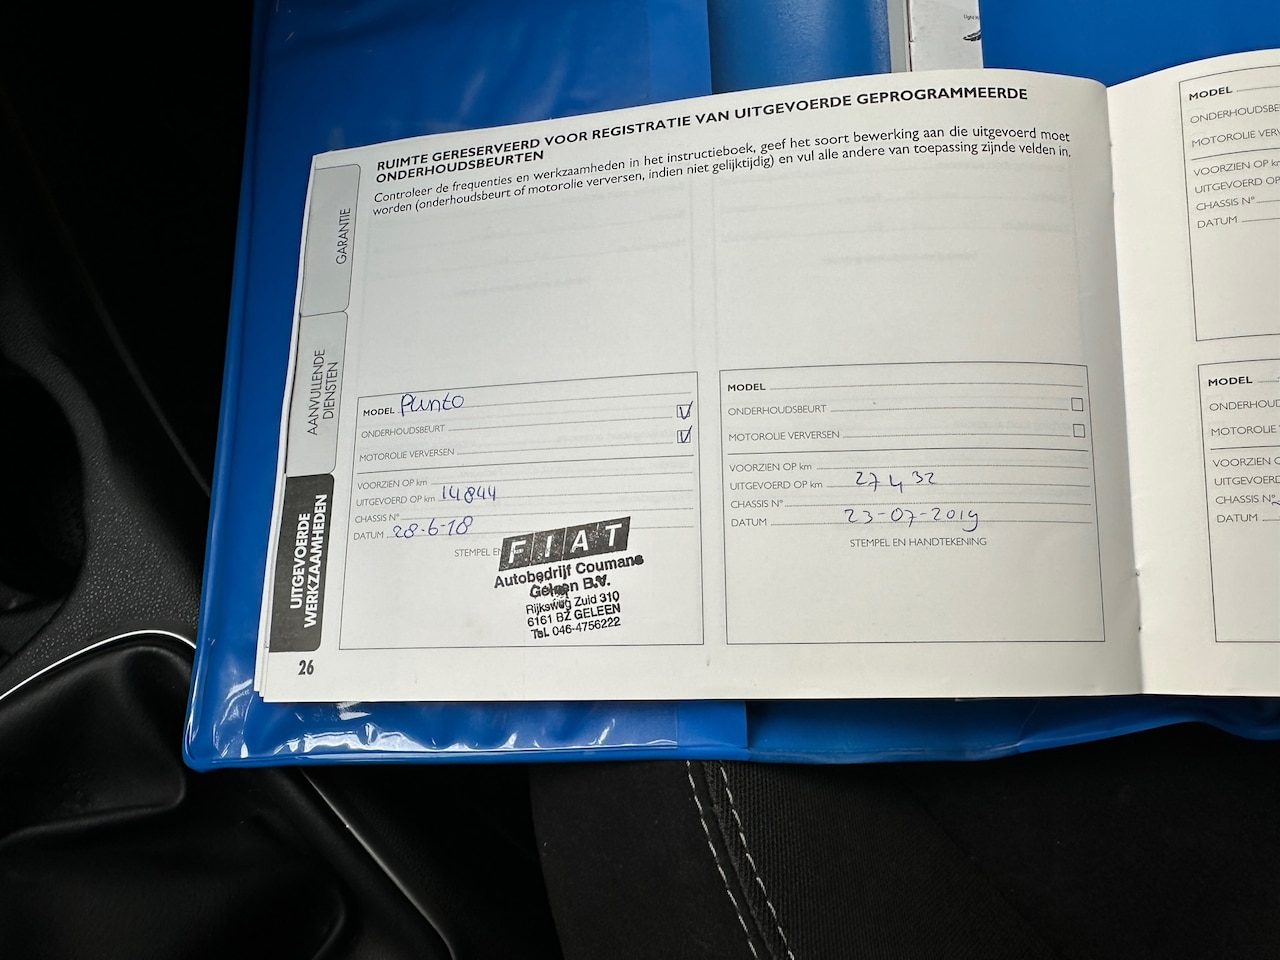 RUIMTE GERESERVEERD VOOR REGISTRATIE VAN UITGEVOERDE GEPROGRAMMEERDE
ONDERHOUDSBEURTEN
Controleer de frequenties en werkzaamheden in het instructieboek, geef het soort bewerking aan die uitgevoerd moet
worden (onderhoudsbeurt of motorolie verversen, indien niet gelijktijdig) en vul alle andere van toepassing zijnde velden in.
GARANTIE
AANVULLENDE
DIENSTEN
UITGEVOERDE
WERKZAAMHEDEN
26
MODEL Punto
ONDERHOUDSBEURT V
MOTOROLIE VERVERSEN V
VOORZIEN OP km
UITGEVOERD OP km 14844
CHASSIS N°
DATUM 28-6-18
STEMPEL EN
FIAT
Autobedrijf Coumans
Geleen B.V.
Rijksweg Zuid 310
6161 BZ GELEEN
Tel. 046-4756222
MODEL
ONDERHOUDSBEURT
MOTOROLIE VERVERSEN
VOORZIEN OP km
UITGEVOERD OP km 27432
CHASSIS N°
DATUM 23-07-2019
STEMPEL EN HANDTEKENING
MODEL
ONDERHOUDSBE
MOTOROLIE VERV
VOORZIEN OP km
UITGEVOERD OP
CHASSIS N°
DATUM
MODEL
ONDERHOUD
MOTOROLIE
VOORZIEN O
UITGEVOERD
CHASSIS N°
DATUM